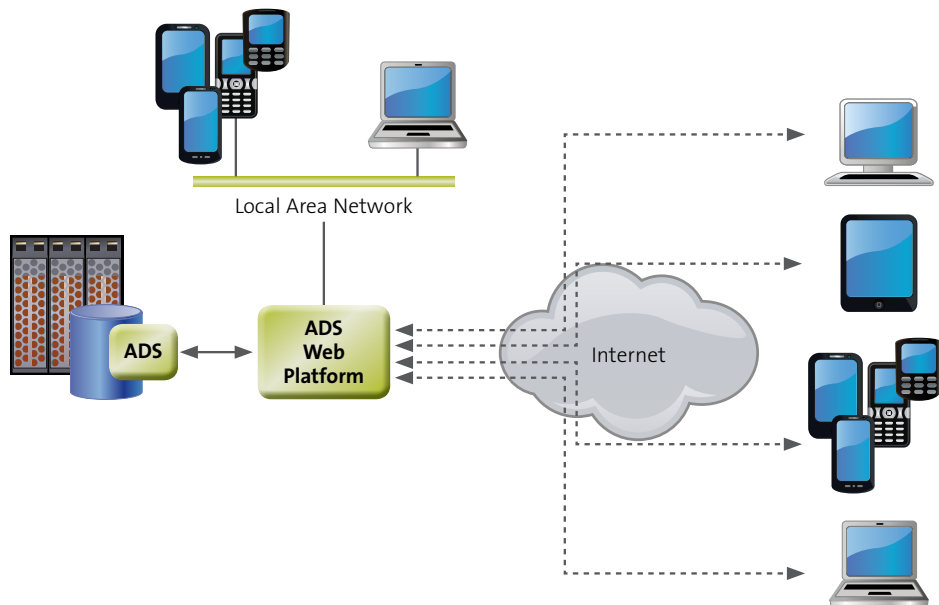 Local Area Network
ADS
ADS
Web
Platform
Internet